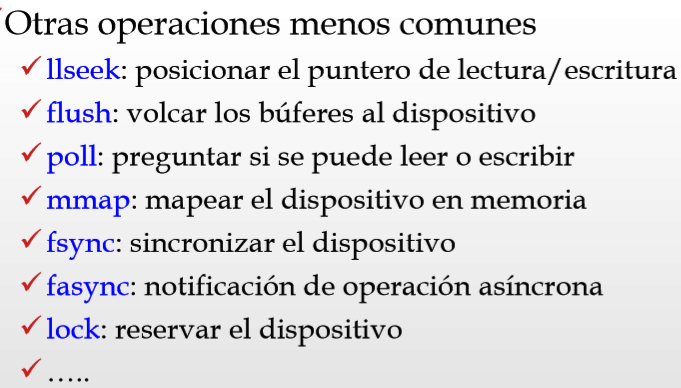 Otras operaciones menos comunes
llseek: posicionar el puntero de lectura/escritura
flush: volcar los búferes al dispositivo
poll: preguntar si se puede leer o escribir
mmap: mapear el dispositivo en memoria
fsync: sincronizar el dispositivo
fasync: notificación de operación asíncrona
lock: reservar el dispositivo
…..